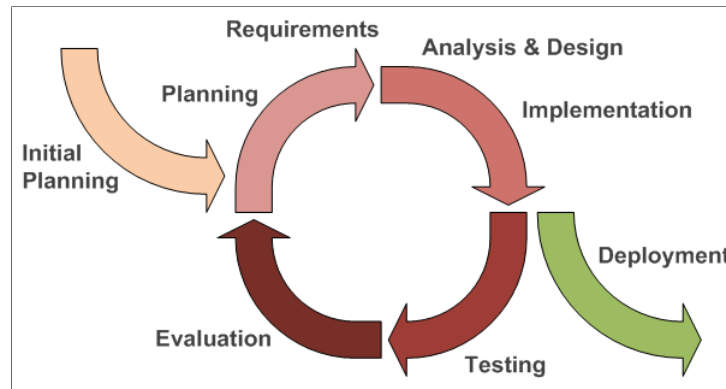 Requirements
Analysis & Design
Planning
Implementation
Initial
Planning
Deployment
Evaluation
Testing